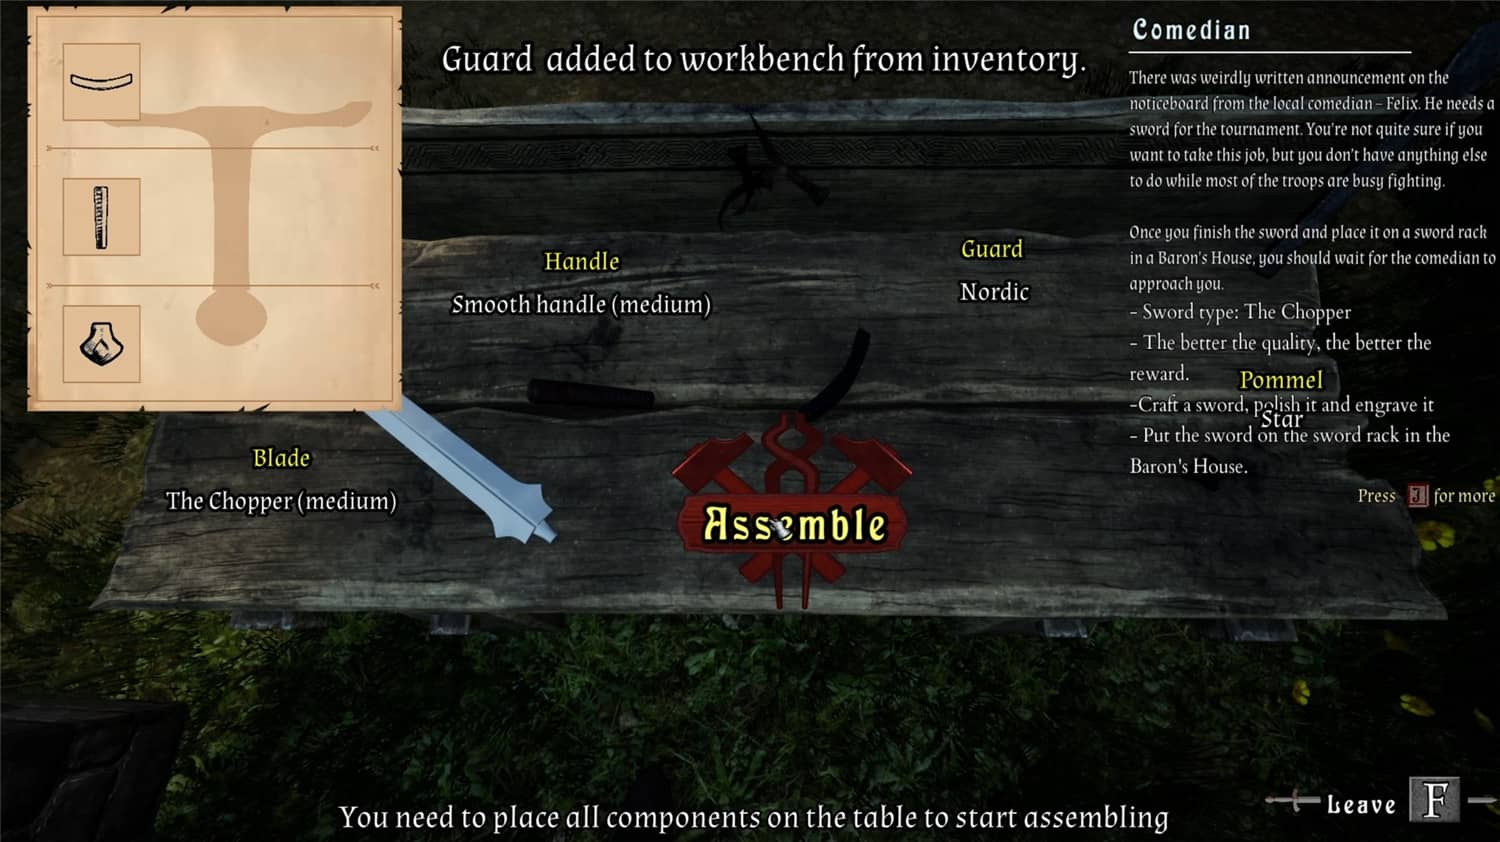 Guard added to workbench from inventory.
Comedian
There was weirdly written announcement on the
noticeboard from the local comedian – Felix. He needs a
sword for the tournament. You're not quite sure if you
want to take this job, but you don't have anything else
to do while most of the troops are busy fighting.
Once you finish the sword and place it on a sword rack
in a Baron's House, you should wait for the comedian to
approach you.
- Sword type: The Chopper
- The better the quality, the better the
reward.
-Craft a sword, polish it and engrave it
- Put the sword on the sword rack in the
Baron's House.
Press J for more
Handle
Smooth handle (medium)
Guard
Nordic
Pommel
Star
Blade
The Chopper (medium)
Assemble
You need to place all components on the table to start assembling
Leave F